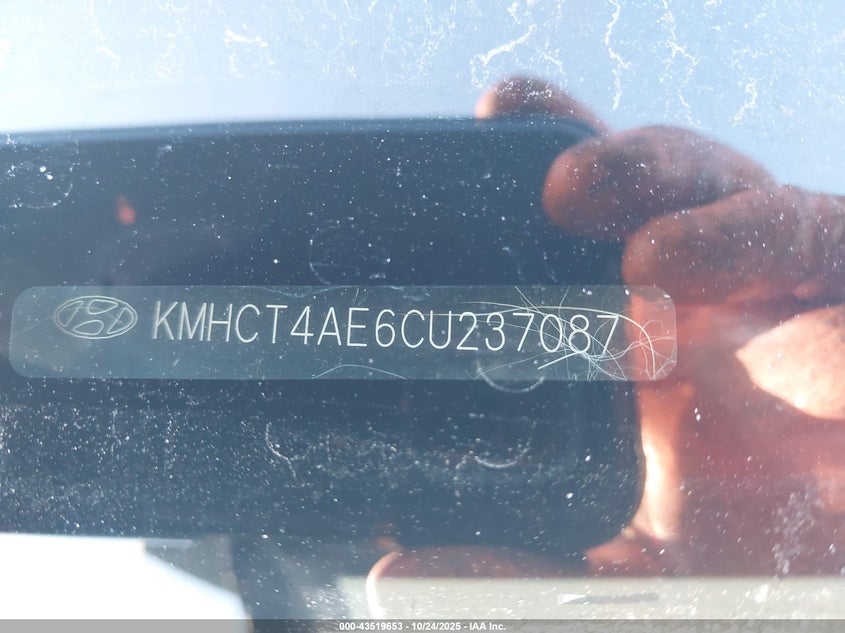 KMHCT4AE6CU237087
000-43519653 - 10/24/2025 - IAA Inc.